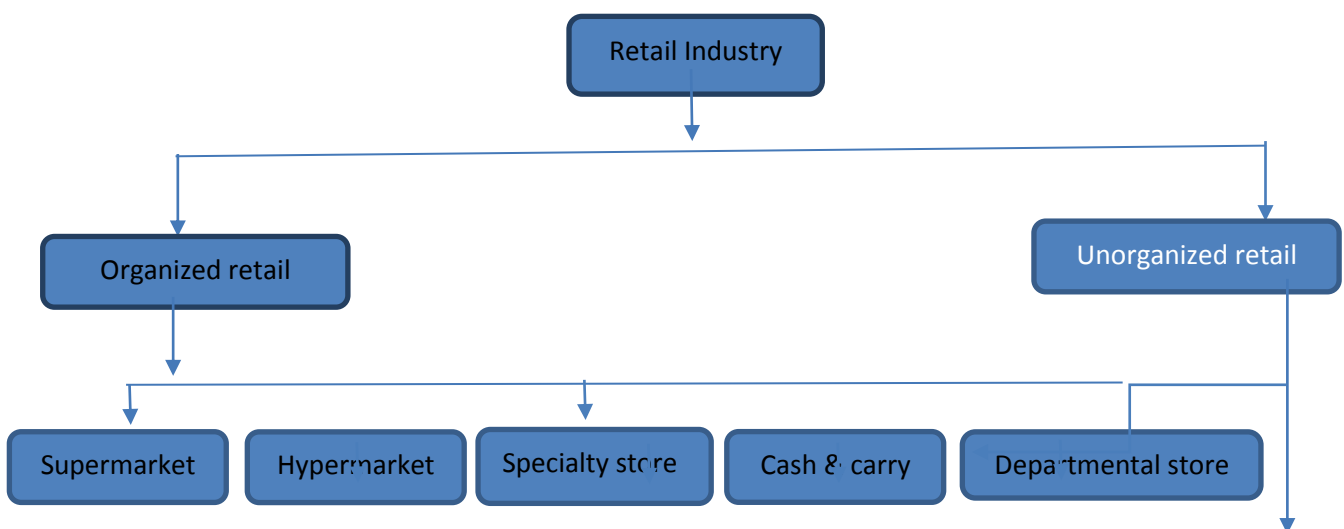 Retail Industry
Organized retail
Unorganized retail
Supermarket
Hypermarket
Specialty store
Cash & carry
Departmental store